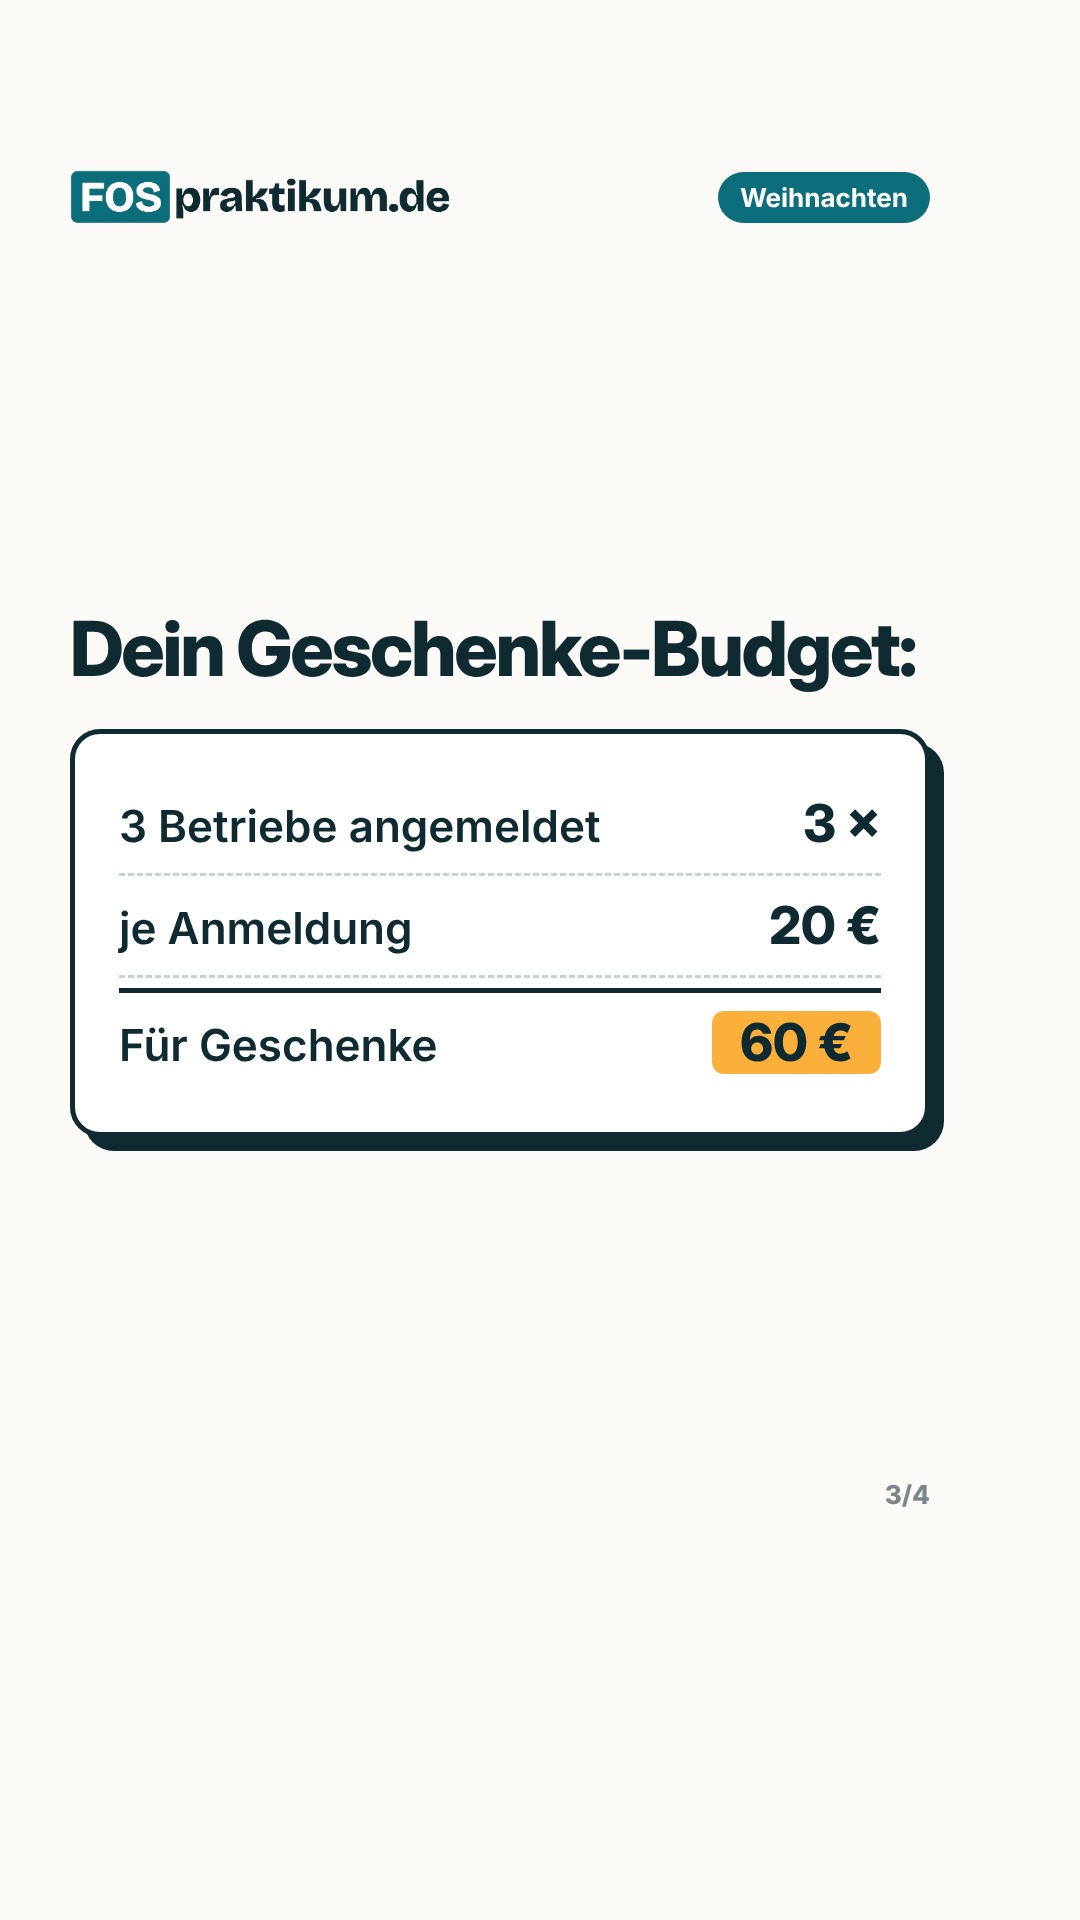 FOSpraktikum.de
Weihnachten
Dein Geschenke-Budget:
3 Betriebe angemeldet 3 ×
je Anmeldung 20 €
Für Geschenke 60 €
3/4